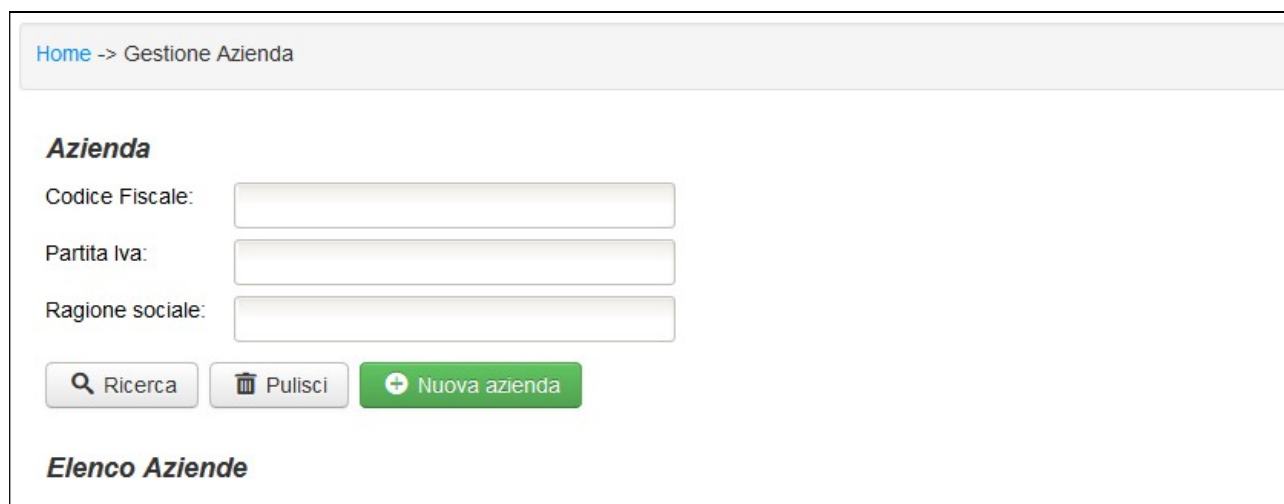 Home -> Gestione Azienda
Azienda
Codice Fiscale:
Partita Iva:
Ragione sociale:
Ricerca Pulisci Nuova azienda
Elenco Aziende